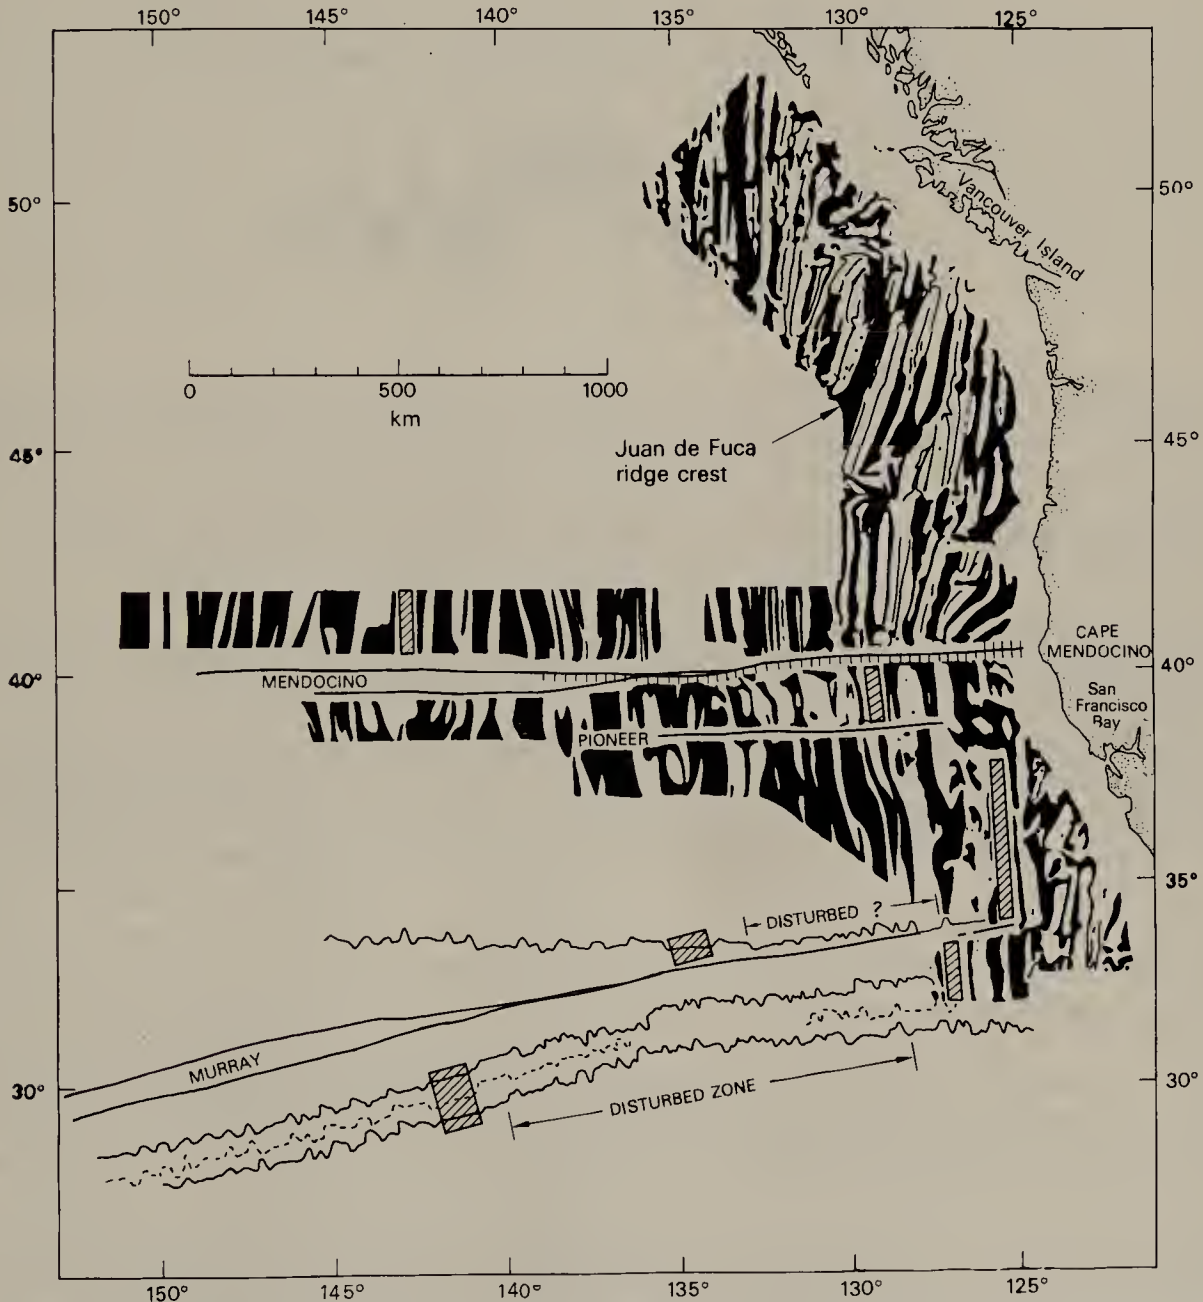 150° 145° 140° 135° 130° 125°
50° 50°
Vancouver Island
0 500 1000
km
Juan de Fuca
ridge crest
45° 45°
CAPE
MENDOCINO
40° 40°
MENDOCINO
San
Francisco
Bay
PIONEER
35°
DISTURBED ?
MURRAY
30° 30°
DISTURBED ZONE
150° 145° 140° 135° 130° 125°